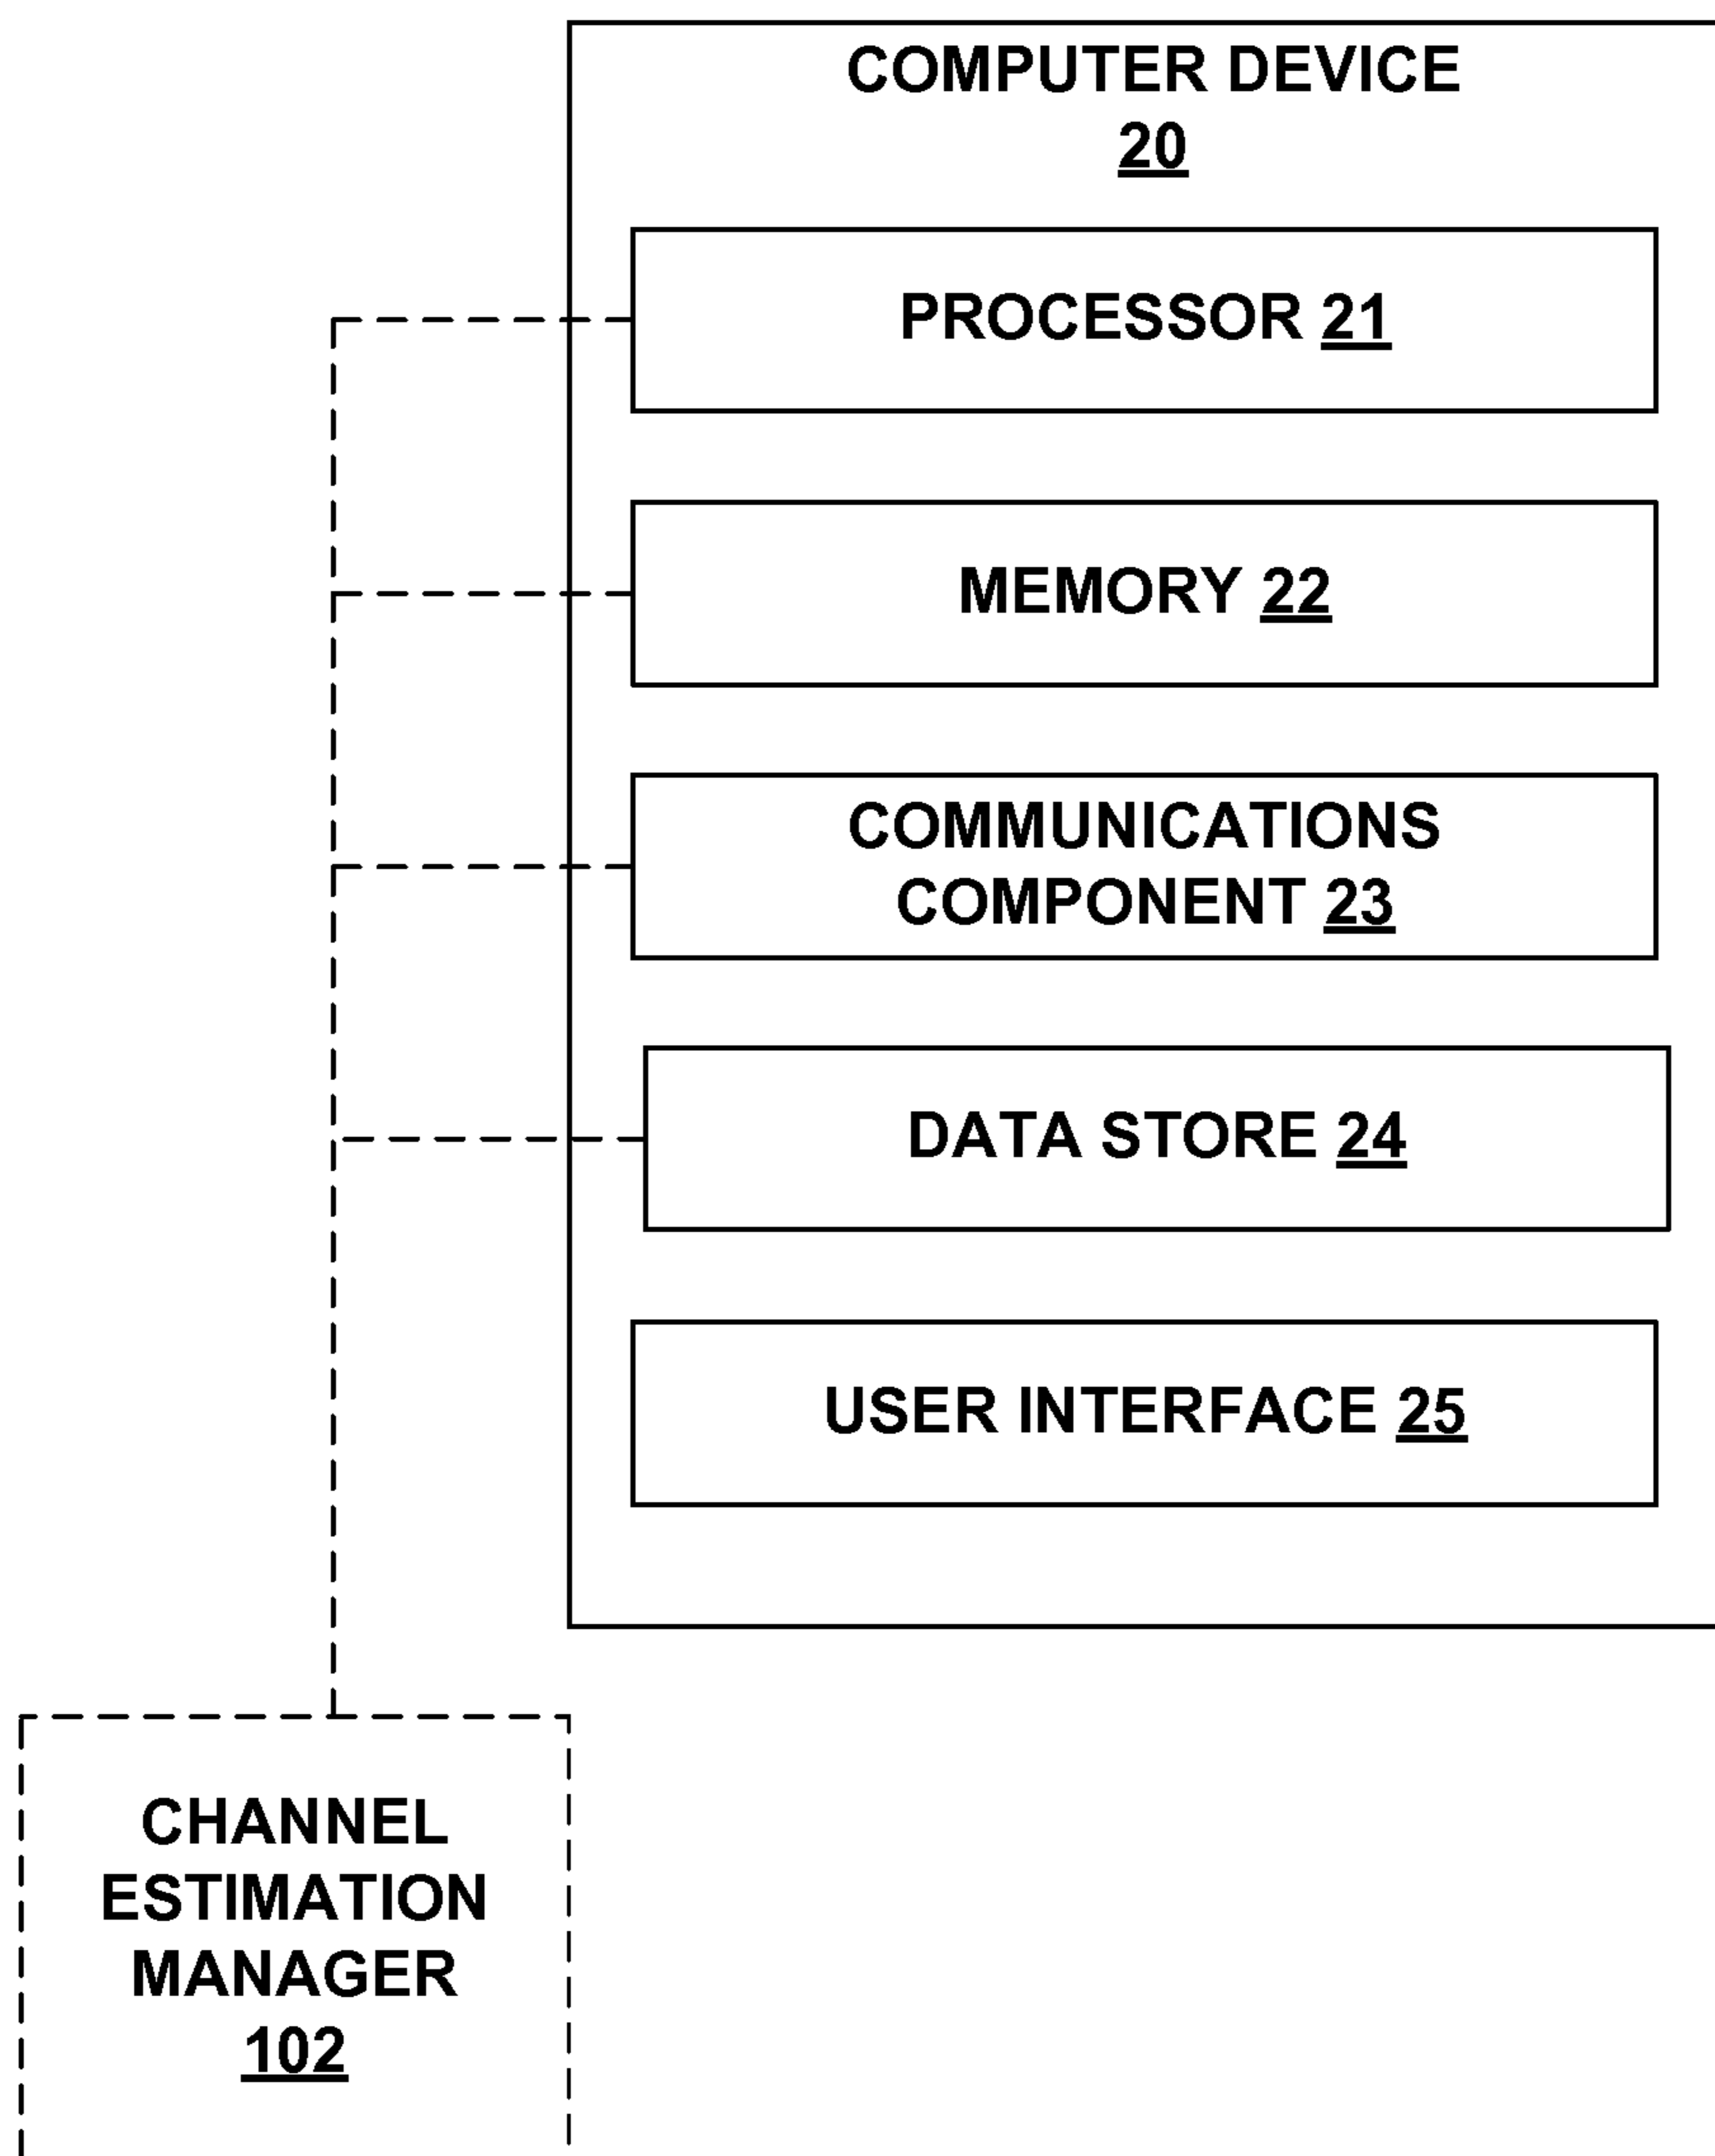 COMPUTER DEVICE
20
PROCESSOR 21
MEMORY 22
COMMUNICATIONS
COMPONENT 23
DATA STORE 24
USER INTERFACE 25
CHANNEL
ESTIMATION
MANAGER
102